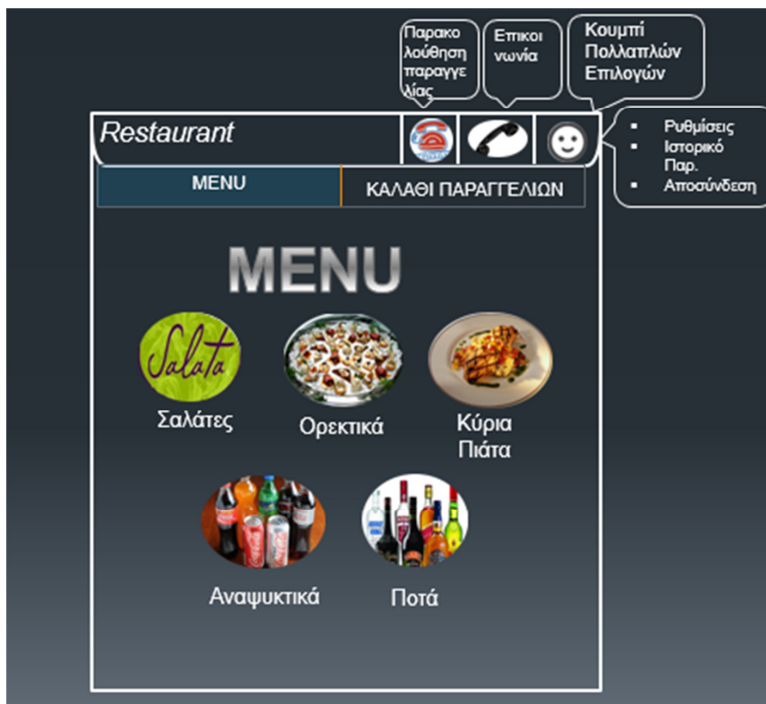 Παρακο
λούθηση
παραγγε
λίας
Επικοι
νωνία
Κουμπί
Πολλαπλών
Επιλογών
Restaurant
▪ Ρυθμίσεις
▪ Ιστορικό
Παρ.
▪ Αποσύνδεση
MENU
ΚΑΛΑΘΙ ΠΑΡΑΓΓΕΛΙΩΝ
MENU
Salata
Σαλάτες
Ορεκτικά
Κύρια
Πιάτα
Αναψυκτικά
Ποτά